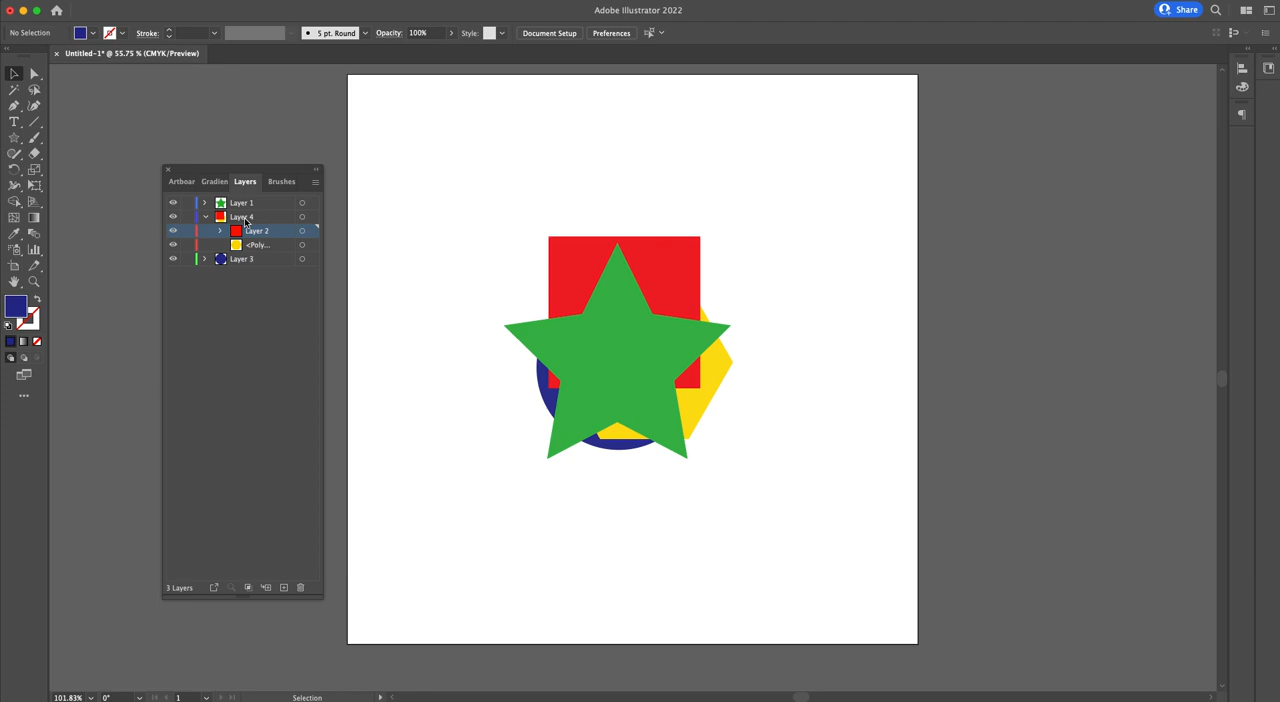 Adobe Illustrator 2022
Share
No Selection
Stroke:
5 pt. Round
Opacity:
100%
Style:
Document Setup
Preferences
× Untitled-1* @ 55.75 % (CMYK/Preview)
Artboar
Gradien
Layers
Brushes
Layer 1
Layer 4
Layer 2
<Poly...
Layer 3
3 Layers
101.83%
0°
1
Selection